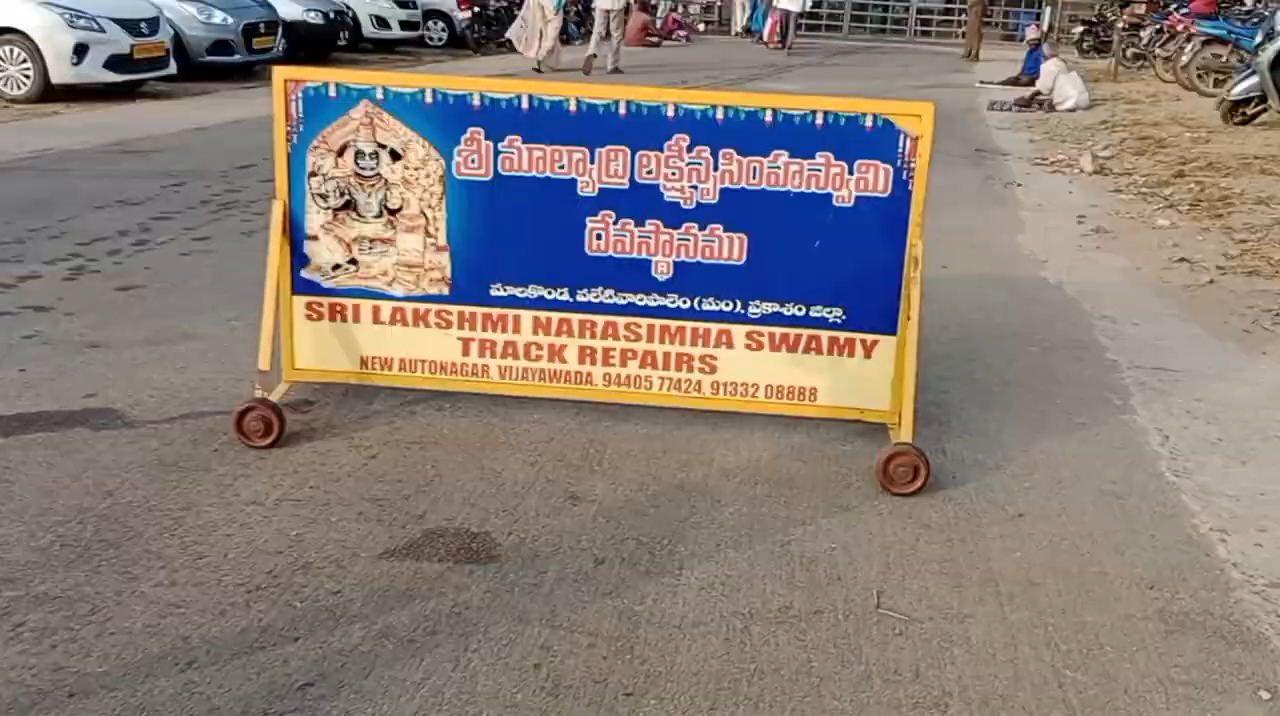 శ్రీ మాల్యాద్రి లక్ష్మీనృసింహస్వామి
దేవస్థానము
మాలకొండ, వలేటివారిపాలెం (మం), ప్రకాశం జిల్లా.
SRI LAKSHMI NARASIMHA SWAMY
TRACK REPAIRS
NEW AUTONAGAR, VIJAYAWADA. 94405 77424, 91332 08888